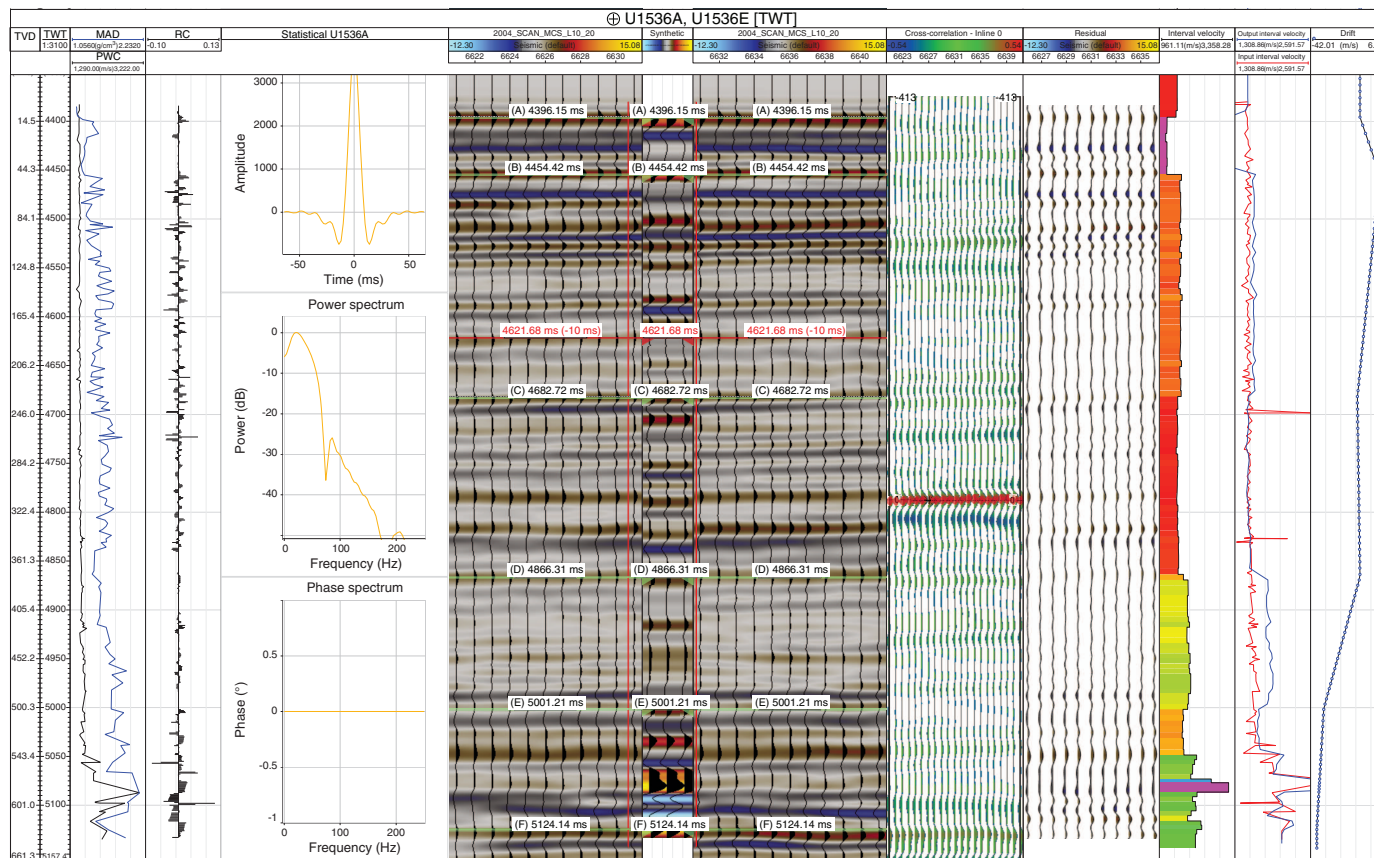 ⊕ U1536A, U1536E [TWT]
TVD
TWT
1:3100
MAD
1.0560(g/cm³)2.2320
PWC
1,290.00(m/s)3,222.00
RC
-0.10 0.13
Statistical U1536A
2004_SCAN_MCS_L10_20
-12.30 Seismic (default) 15.08
6622 6624 6626 6628 6630
Synthetic
2004_SCAN_MCS_L10_20
-12.30 Seismic (default) 15.08
6632 6634 6636 6638 6640
Cross-correlation - Inline 0
-0.54 Seismic (default) 0.54
6623 6627 6631 6635 6639
Residual
-12.30 Seismic (default) 15.08
6627 6629 6631 6633 6635
Interval velocity
961.11(m/s)3,358.28
Output interval velocity
1,308.86(m/s)2,591.57
Input interval velocity
1,308.86(m/s)2,591.57
Drift
-42.01 (m/s) 6.
14.5 4400
44.3 4450
84.1 4500
124.8 4550
165.4 4600
206.2 4650
246.0 4700
284.2 4750
322.4 4800
361.3 4850
405.4 4900
452.2 4950
500.3 5000
543.4 5050
601.0 5100
661.3 5157.4
3000
2000
1000
0
Amplitude
-50 0 50
Time (ms)
Power spectrum
0
-10
-20
-30
-40
Power (dB)
0 100 200
Frequency (Hz)
Phase spectrum
0.5
0
-0.5
-1
Phase (°)
0 100 200
Frequency (Hz)
(A) 4396.15 ms (A) 4396.15 ms (A) 4396.15 ms
(B) 4454.42 ms (B) 4454.42 ms (B) 4454.42 ms
4621.68 ms (-10 ms) 4621.68 ms 4621.68 ms (-10 ms)
(C) 4682.72 ms (C) 4682.72 ms (C) 4682.72 ms
(D) 4866.31 ms (D) 4866.31 ms (D) 4866.31 ms
(E) 5001.21 ms (E) 5001.21 ms (E) 5001.21 ms
(F) 5124.14 ms (F) 5124.14 ms (F) 5124.14 ms
-413 -413